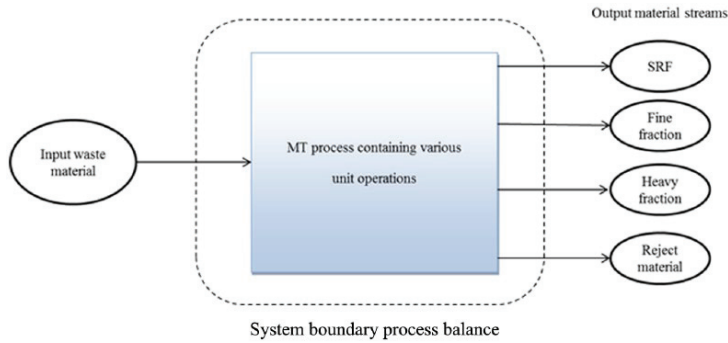 Output material streams
SRF
Fine
fraction
Input waste
material
MT process containing various
unit operations
Heavy
fraction
Reject
material
System boundary process balance